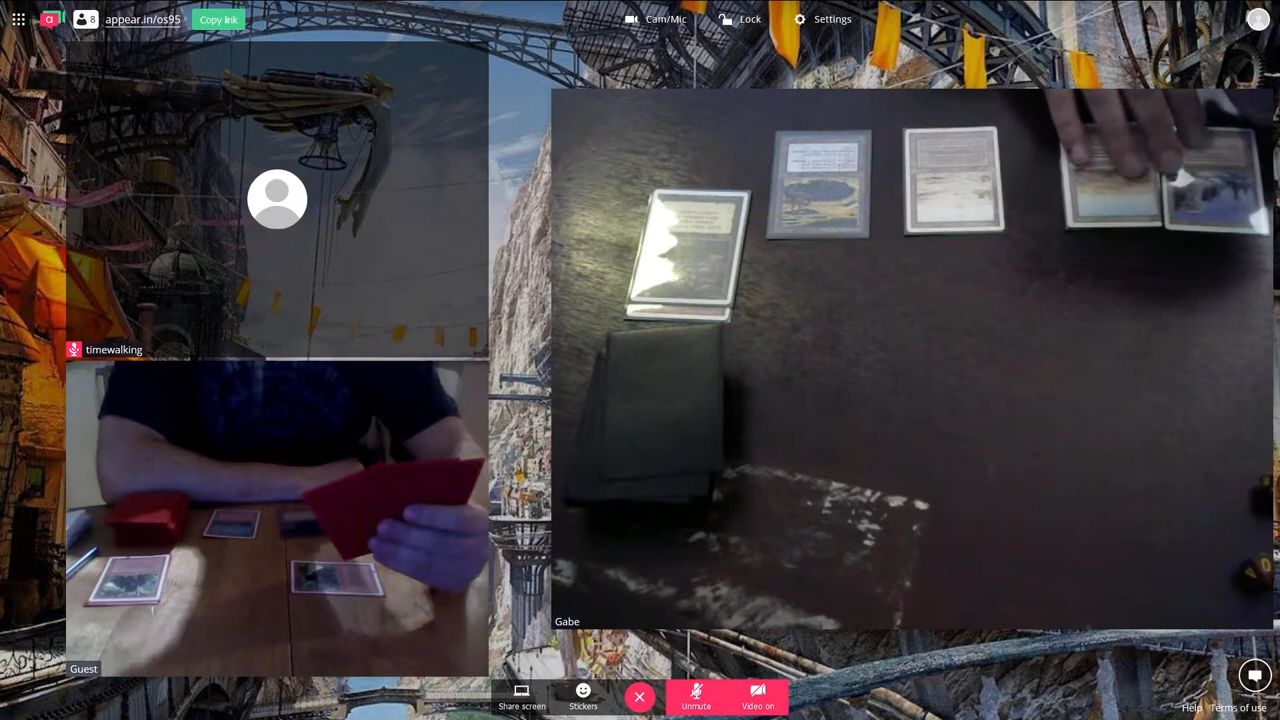 8
appear.in/os95
Copy link
Cam/Mic
Lock
Settings
timewalking
Guest
Gabe
Share screen
Stickers
Unmute
Video on
Help
Terms of use